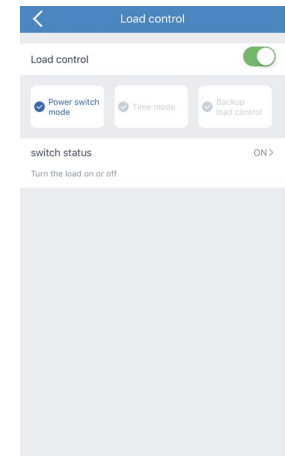 Load control
Load control
Power switch
mode
Time mode
Backup
load control
switch status
ON >
Turn the load on or off